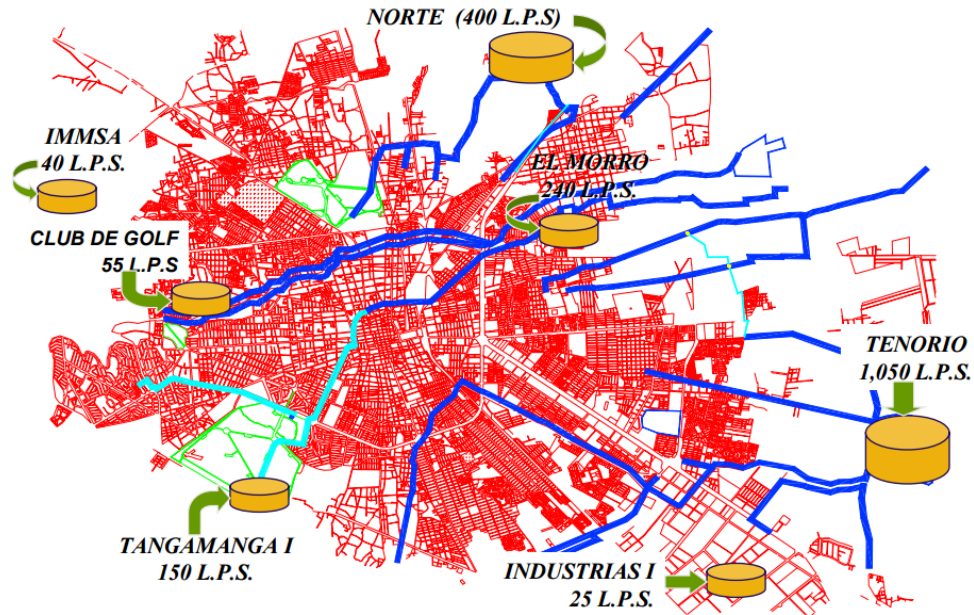 NORTE (400 L.P.S)
IMMSA
40 L.P.S.
EL MORRO
240 L.P.S.
CLUB DE GOLF
55 L.P.S
TENORIO
1,050 L.P.S.
TANGAMANGA I
150 L.P.S.
INDUSTRIAS I
25 L.P.S.